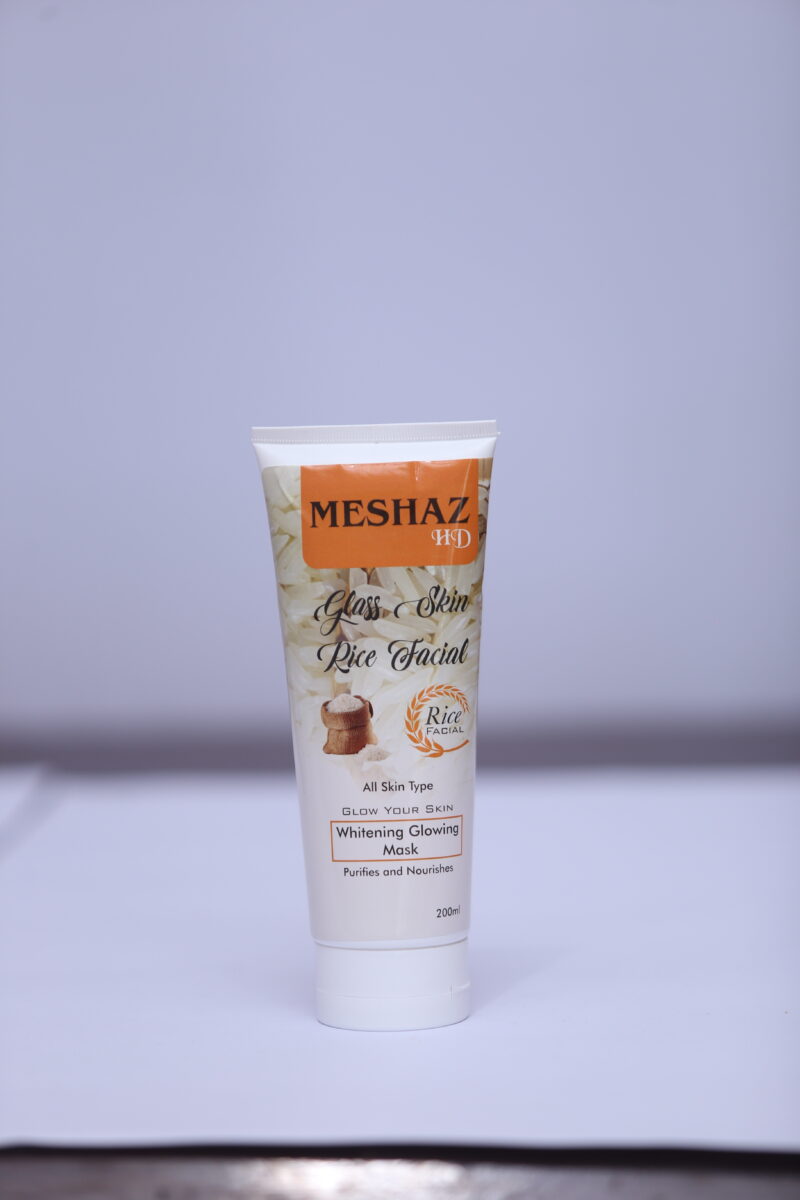 MESHAZ
HD
Glass Skin
Rice Facial
Rice
FACIAL
All Skin Type
GLOW YOUR SKIN
Whitening Glowing
Mask
Purifies and Nourishes
200ml